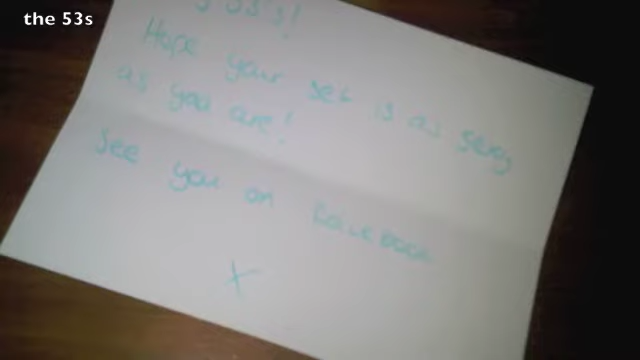 the 53s
53's!
Hope your set is as sexy
as you are!
See you on facebook
X